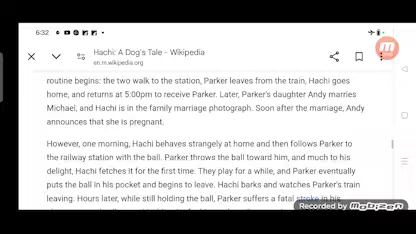 6:32
Hachi: A Dog's Tale - Wikipedia
en.m.wikipedia.org
routine begins: the two walk to the station, Parker leaves from the train, Hachi goes
home, and returns at 5:00pm to receive Parker. Later, Parker's daughter Andy marries
Michael, and Hachi is in the family marriage photograph. Soon after the marriage, Andy
announces that she is pregnant.
However, one morning, Hachi behaves strangely at home and then follows Parker to
the railway station with the ball. Parker throws the ball toward him, and much to his
delight, Hachi fetches it for the first time. They play for a while, and Parker eventually
puts the ball in his pocket and begins to leave. Hachi barks and watches Parker's train
leaving. Hours later, while still holding the ball, Parker suffers a fatal stroke in his
Recorded by MOBIZEN